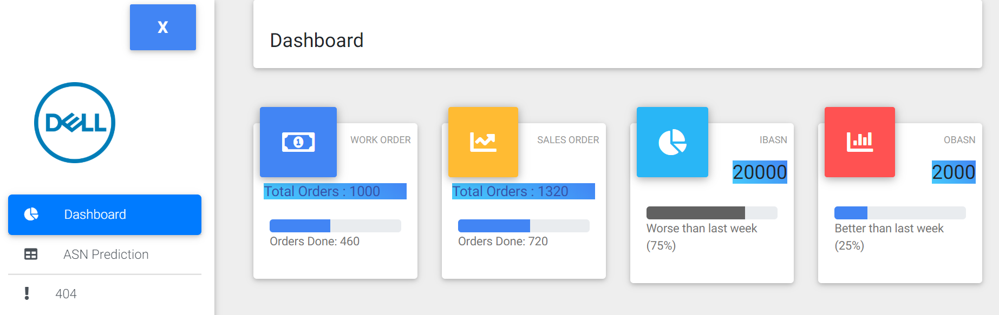 X
DELL
Dashboard
ASN Prediction
404
Dashboard
WORK ORDER
Total Orders : 1000
Orders Done: 460
SALES ORDER
Total Orders : 1320
Orders Done: 720
IBASN
20000
Worse than last week
(75%)
OBASN
2000
Better than last week
(25%)